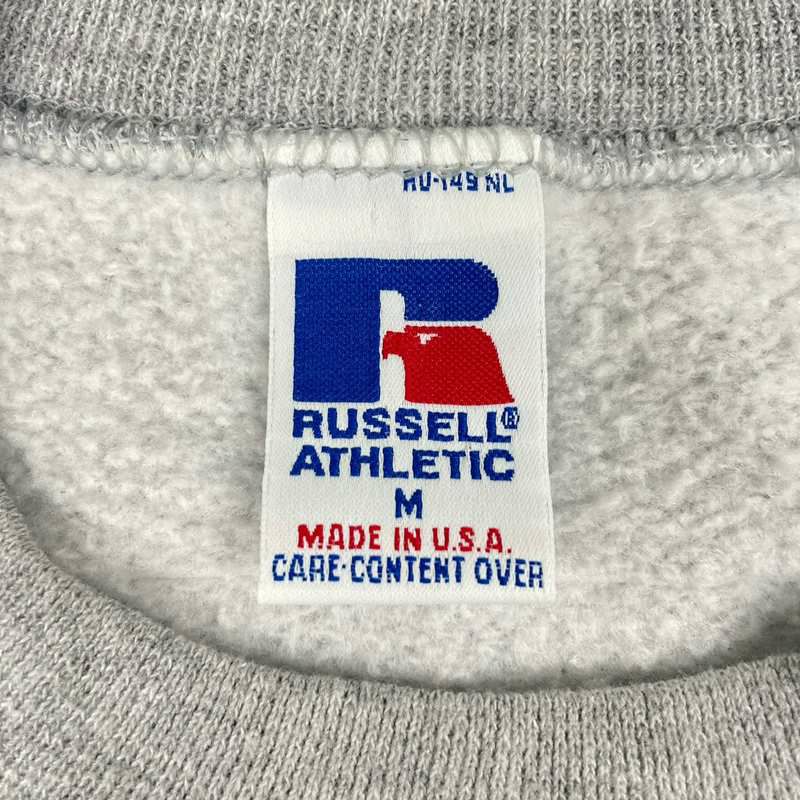 RU-149 NL
R
RUSSELL®
ATHLETIC
M
MADE IN U.S.A.
CARE·CONTENT OVER